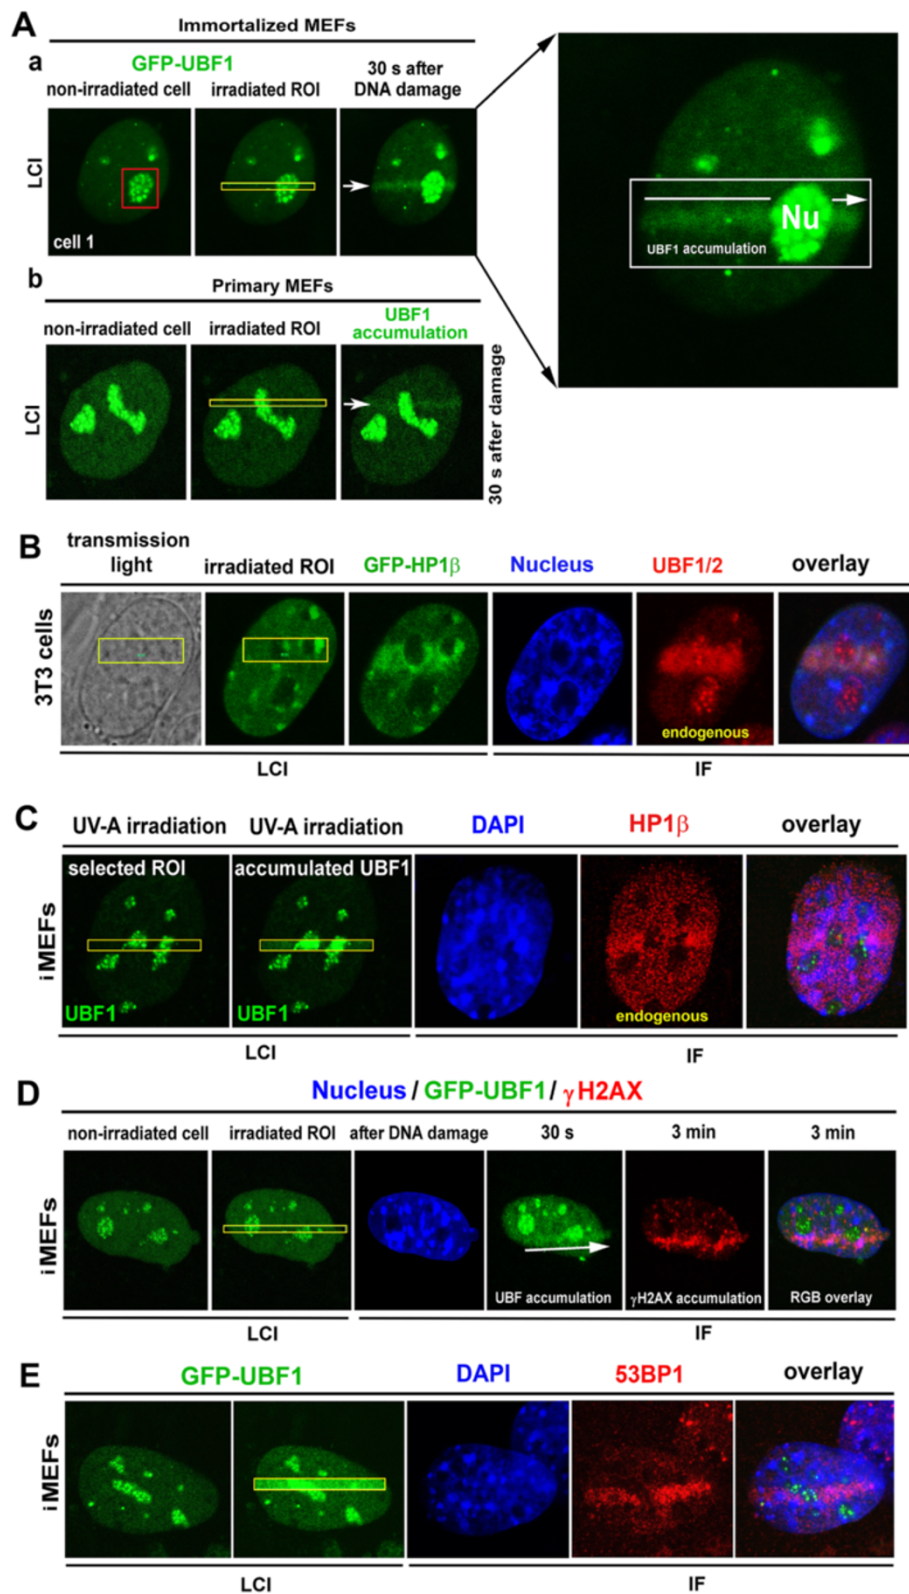 A
Immortalized MEFs
a
GFP-UBF1
non-irradiated cell
irradiated ROI
30 s after
DNA damage
LCI
cell 1
Nu
UBF1 accumulation
b
Primary MEFs
non-irradiated cell
irradiated ROI
UBF1
accumulation
LCI
30 s after damage
B
transmission
light
irradiated ROI
GFP-HP1β
Nucleus
UBF1/2
overlay
3T3 cells
endogenous
LCI
IF
C
UV-A irradiation
UV-A irradiation
DAPI
HP1β
overlay
selected ROI
accumulated UBF1
iMEFs
UBF1
UBF1
endogenous
LCI
IF
D
Nucleus / GFP-UBF1 / γH2AX
non-irradiated cell
irradiated ROI
after DNA damage
30 s
3 min
3 min
iMEFs
UBF accumulation
γH2AX accumulation
RGB overlay
LCI
IF
E
GFP-UBF1
DAPI
53BP1
overlay
iMEFs
LCI
IF